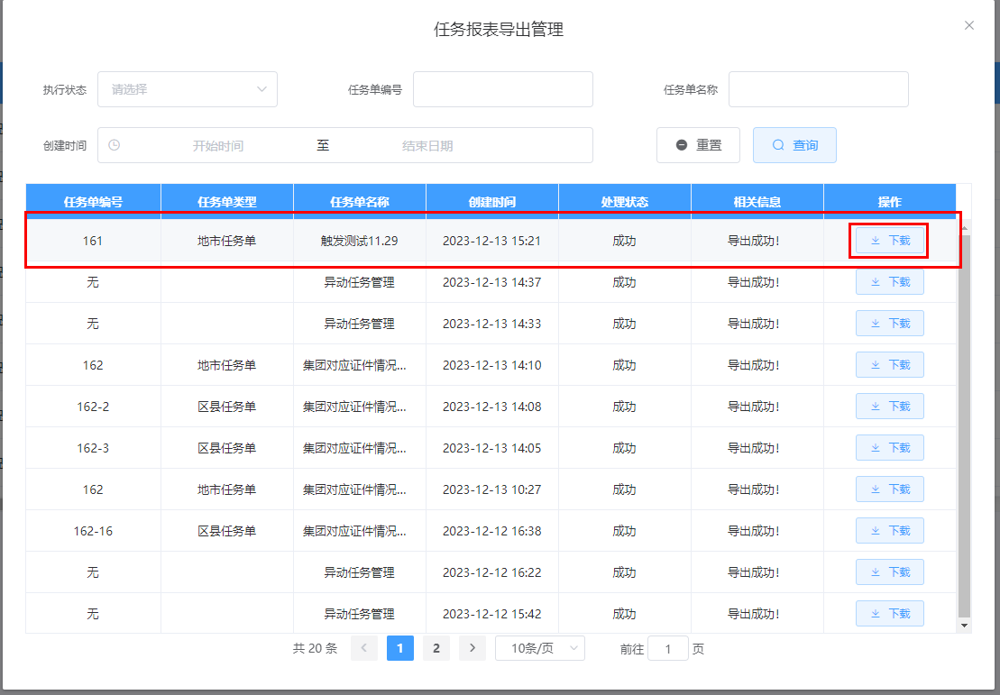 任务报表导出管理
执行状态 请选择 任务单编号 任务单名称
创建时间 开始时间 至 结束日期 重置 查询
任务单编号 任务单类型 任务单名称 创建时间 处理状态 相关信息 操作
161 地市任务单 触发测试11.29 2023-12-13 15:21 成功 导出成功! 下载
无 异动任务管理 2023-12-13 14:37 成功 导出成功! 下载
无 异动任务管理 2023-12-13 14:33 成功 导出成功! 下载
162 地市任务单 集团对应证件情况... 2023-12-13 14:10 成功 导出成功! 下载
162-2 区县任务单 集团对应证件情况... 2023-12-13 14:08 成功 导出成功! 下载
162-3 区县任务单 集团对应证件情况... 2023-12-13 14:05 成功 导出成功! 下载
162 地市任务单 集团对应证件情况... 2023-12-13 10:27 成功 导出成功! 下载
162-16 区县任务单 集团对应证件情况... 2023-12-12 16:38 成功 导出成功! 下载
无 异动任务管理 2023-12-12 16:22 成功 导出成功! 下载
无 异动任务管理 2023-12-12 15:42 成功 导出成功! 下载
共 20 条 1 2 10条/页 前往 1 页